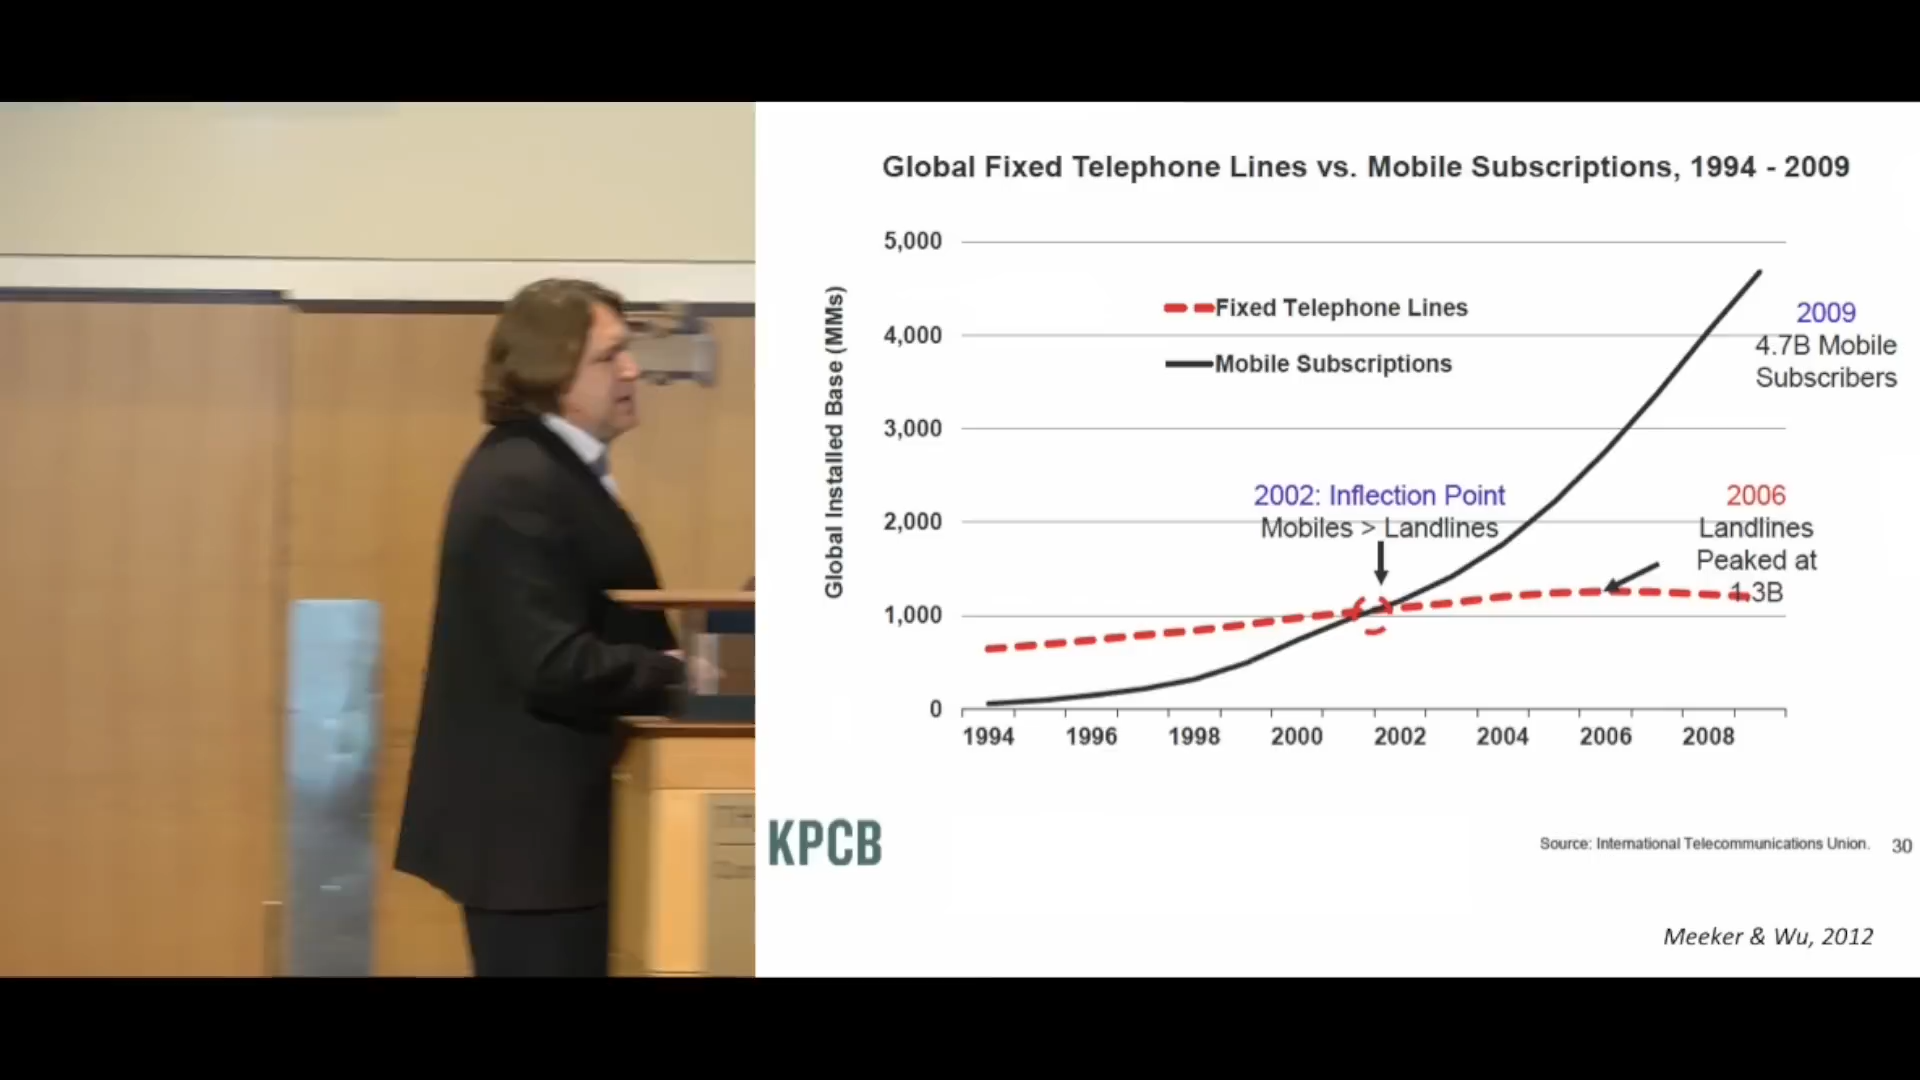 Global Fixed Telephone Lines vs. Mobile Subscriptions, 1994 - 2009
Global Installed Base (MMs)
5,000
4,000
3,000
2,000
1,000
0
Fixed Telephone Lines
Mobile Subscriptions
2009
4.7B Mobile
Subscribers
2002: Inflection Point
Mobiles > Landlines
2006
Landlines
Peaked at
1.3B
1994 1996 1998 2000 2002 2004 2006 2008
KPCB
Source: International Telecommunications Union. 30
Meeker & Wu, 2012